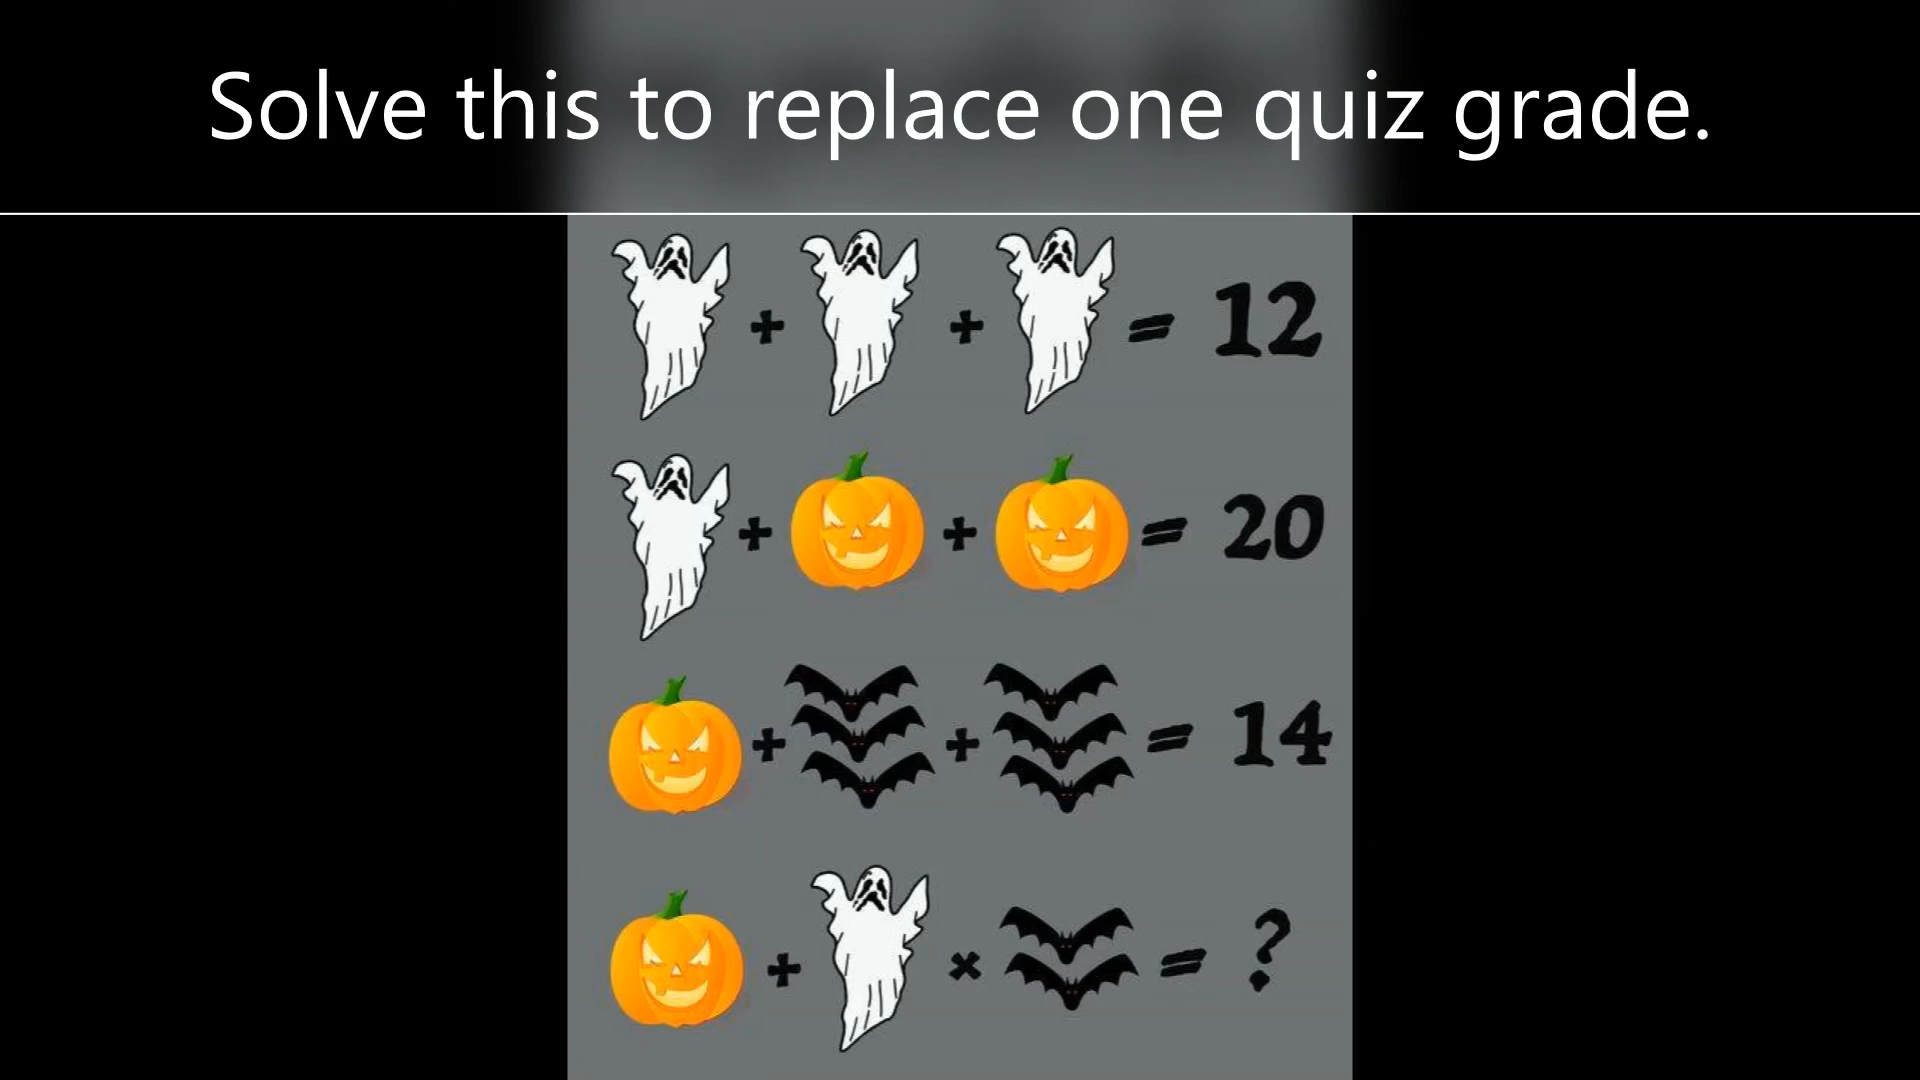 Solve this to replace one quiz grade.
+ + = 12
+ + = 20
+ + = 14
+ × = ?